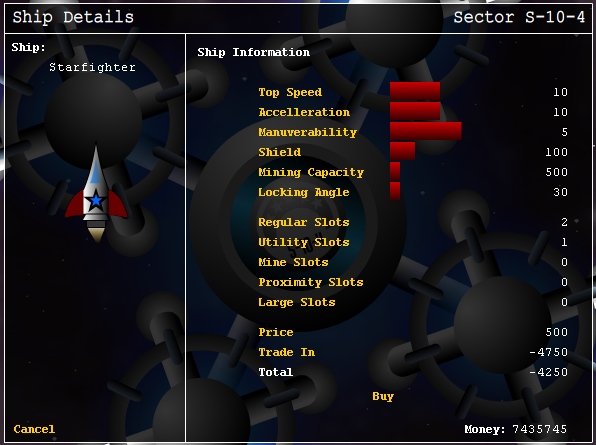 Ship Details
Sector S-10-4
Ship:
Starfighter
Ship Information
Top Speed 10
Accelleration 10
Manuverability 5
Shield 100
Mining Capacity 500
Locking Angle 30
Regular Slots 2
Utility Slots 1
Mine Slots 0
Proximity Slots 0
Large Slots 0
Price 500
Trade In -4750
Total -4250
Buy
Cancel
Money: 7435745